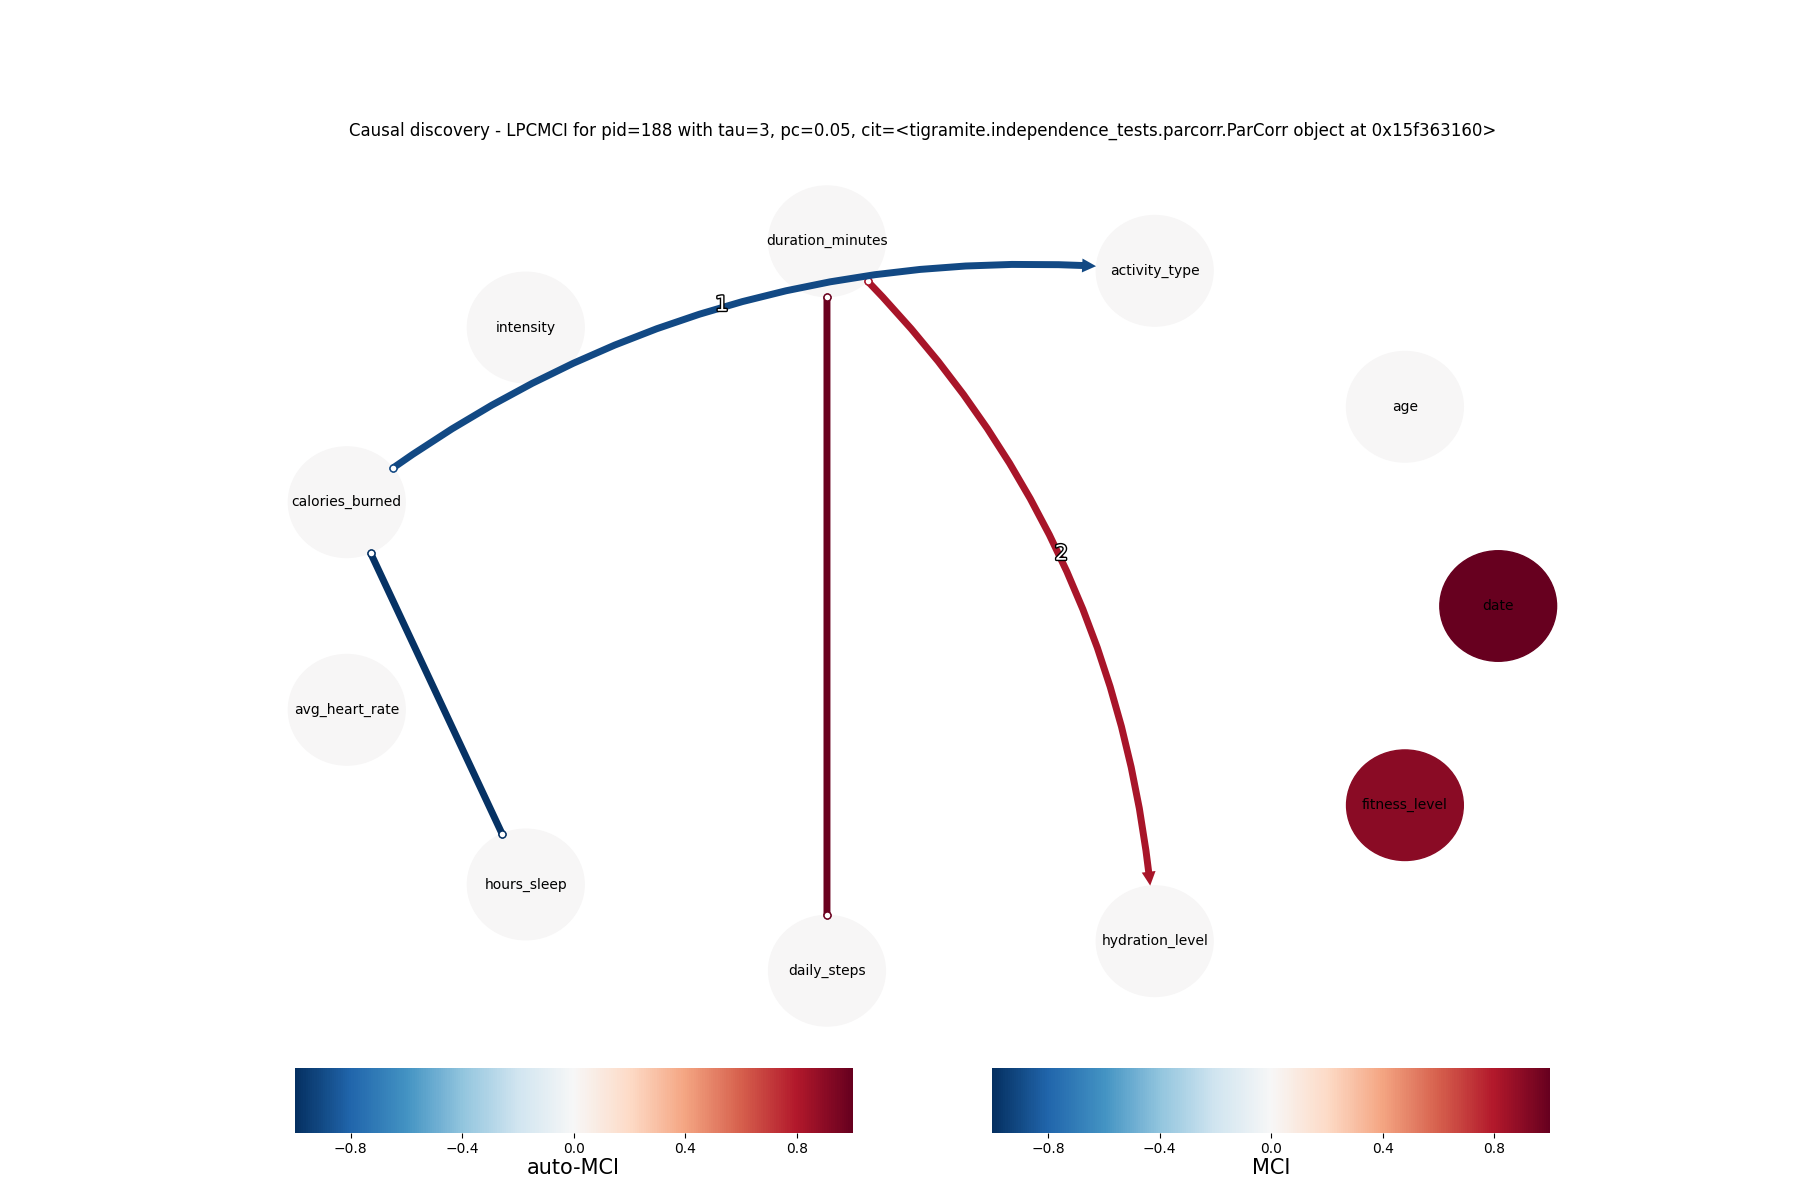 Causal discovery - LPCMCI for pid=188 with tau=3, pc=0.05, cit=<tigramite.independence_tests.parcorr.ParCorr object at 0x15f363160>
duration_minutes
activity_type
1
intensity
age
calories_burned
2
date
avg_heart_rate
fitness_level
hours_sleep
hydration_level
daily_steps
−0.8 −0.4 0.0 0.4 0.8
auto-MCI
−0.8 −0.4 0.0 0.4 0.8
MCI